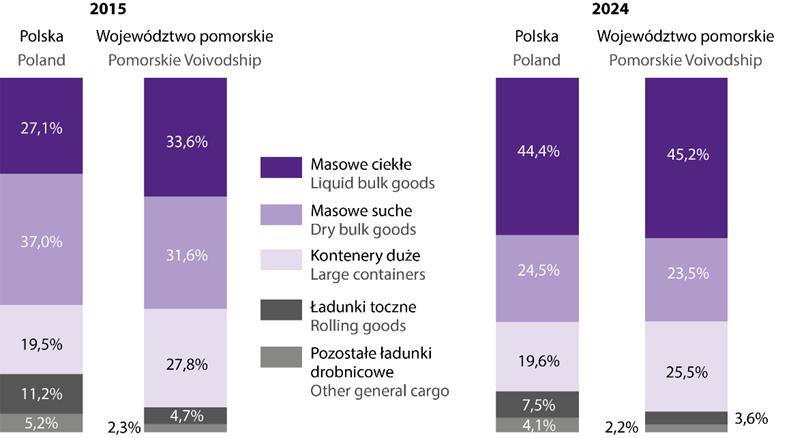 2015
Polska
Poland
Województwo pomorskie
Pomorskie Voivodship
27,1%
37,0%
19,5%
11,2%
5,2%
33,6%
31,6%
27,8%
4,7%
2,3%
Masowe ciekłe
Liquid bulk goods
Masowe suche
Dry bulk goods
Kontenery duże
Large containers
Ładunki toczne
Rolling goods
Pozostałe ładunki
drobnicowe
Other general cargo
2024
Polska
Poland
Województwo pomorskie
Pomorskie Voivodship
44,4%
24,5%
19,6%
7,5%
4,1%
45,2%
23,5%
25,5%
3,6%
2,2%